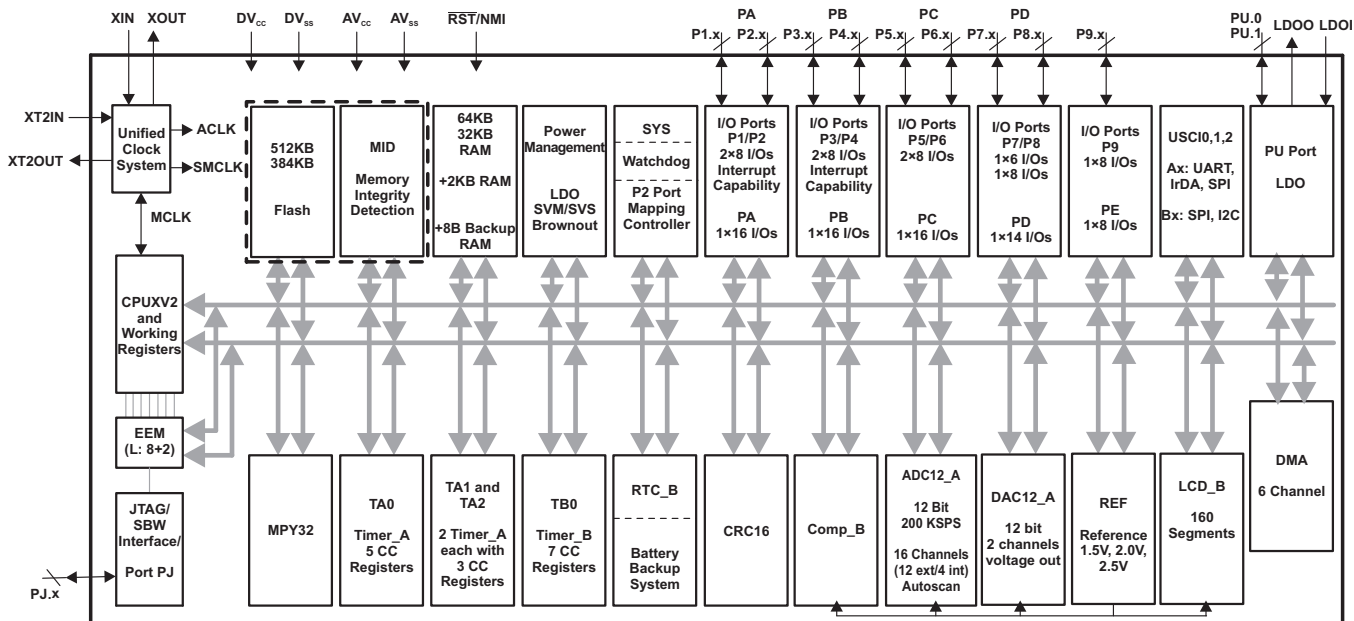 XIN XOUT DVCC DVSS AVCC AVSS RST/NMI
PA PB PC PD
P1.x P2.x P3.x P4.x P5.x P6.x P7.x P8.x P9.x
PU.0
PU.1
LDOO LDOI
XT2IN
XT2OUT
Unified
Clock
System
ACLK
SMCLK
MCLK
512KB
384KB
Flash
MID
Memory
Integrity
Detection
64KB
32KB
RAM
+2KB RAM
+8B Backup
RAM
Power
Management
LDO
SVM/SVS
Brownout
SYS
Watchdog
P2 Port
Mapping
Controller
I/O Ports
P1/P2
2×8 I/Os
Interrupt
Capability
PA
1×16 I/Os
I/O Ports
P3/P4
2×8 I/Os
Interrupt
Capability
PB
1×16 I/Os
I/O Ports
P5/P6
2×8 I/Os
PC
1×16 I/Os
I/O Ports
P7/P8
1×6 I/Os
1×8 I/Os
PD
1×14 I/Os
I/O Ports
P9
1×8 I/Os
PE
1×8 I/Os
USCI0,1,2
Ax: UART,
IrDA, SPI
Bx: SPI, I2C
PU Port
LDO
CPUXV2
and
Working
Registers
EEM
(L: 8+2)
JTAG/
SBW
Interface/
Port PJ
PJ.x
MPY32
TA0
Timer_A
5 CC
Registers
TA1 and
TA2
2 Timer_A
each with
3 CC
Registers
TB0
Timer_B
7 CC
Registers
RTC_B
Battery
Backup
System
CRC16
Comp_B
ADC12_A
12 Bit
200 KSPS
16 Channels
(12 ext/4 int)
Autoscan
DAC12_A
12 bit
2 channels
voltage out
REF
Reference
1.5V, 2.0V,
2.5V
LCD_B
160
Segments
DMA
6 Channel